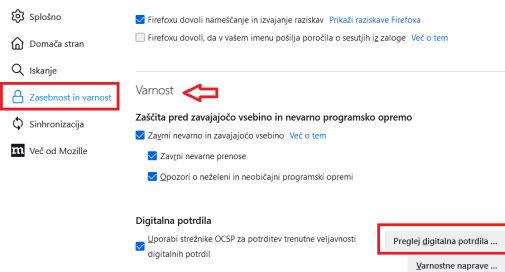 Splošno
Domača stran
Iskanje
Zasebnost in varnost
Sinhronizacija
m Več od Mozille
Firefoxu dovoli nameščanje in izvajanje raziskav Prikaži raziskave Firefoxa
Firefoxu dovoli, da v vašem imenu pošilja poročila o sesutjih iz zaloge Več o tem
Varnost
Zaščita pred zavajajočo vsebino in nevarno programsko opremo
Zavrni nevarno in zavajajočo vsebino Več o tem
Zavrni nevarne prenose
Opozori o neželeni in neobičajni programski opremi
Digitalna potrdila
Uporabi strežnike OCSP za potrditev trenutne veljavnosti
digitalnih potrdil
Preglej digitalna potrdila ...
Varnostne naprave ...